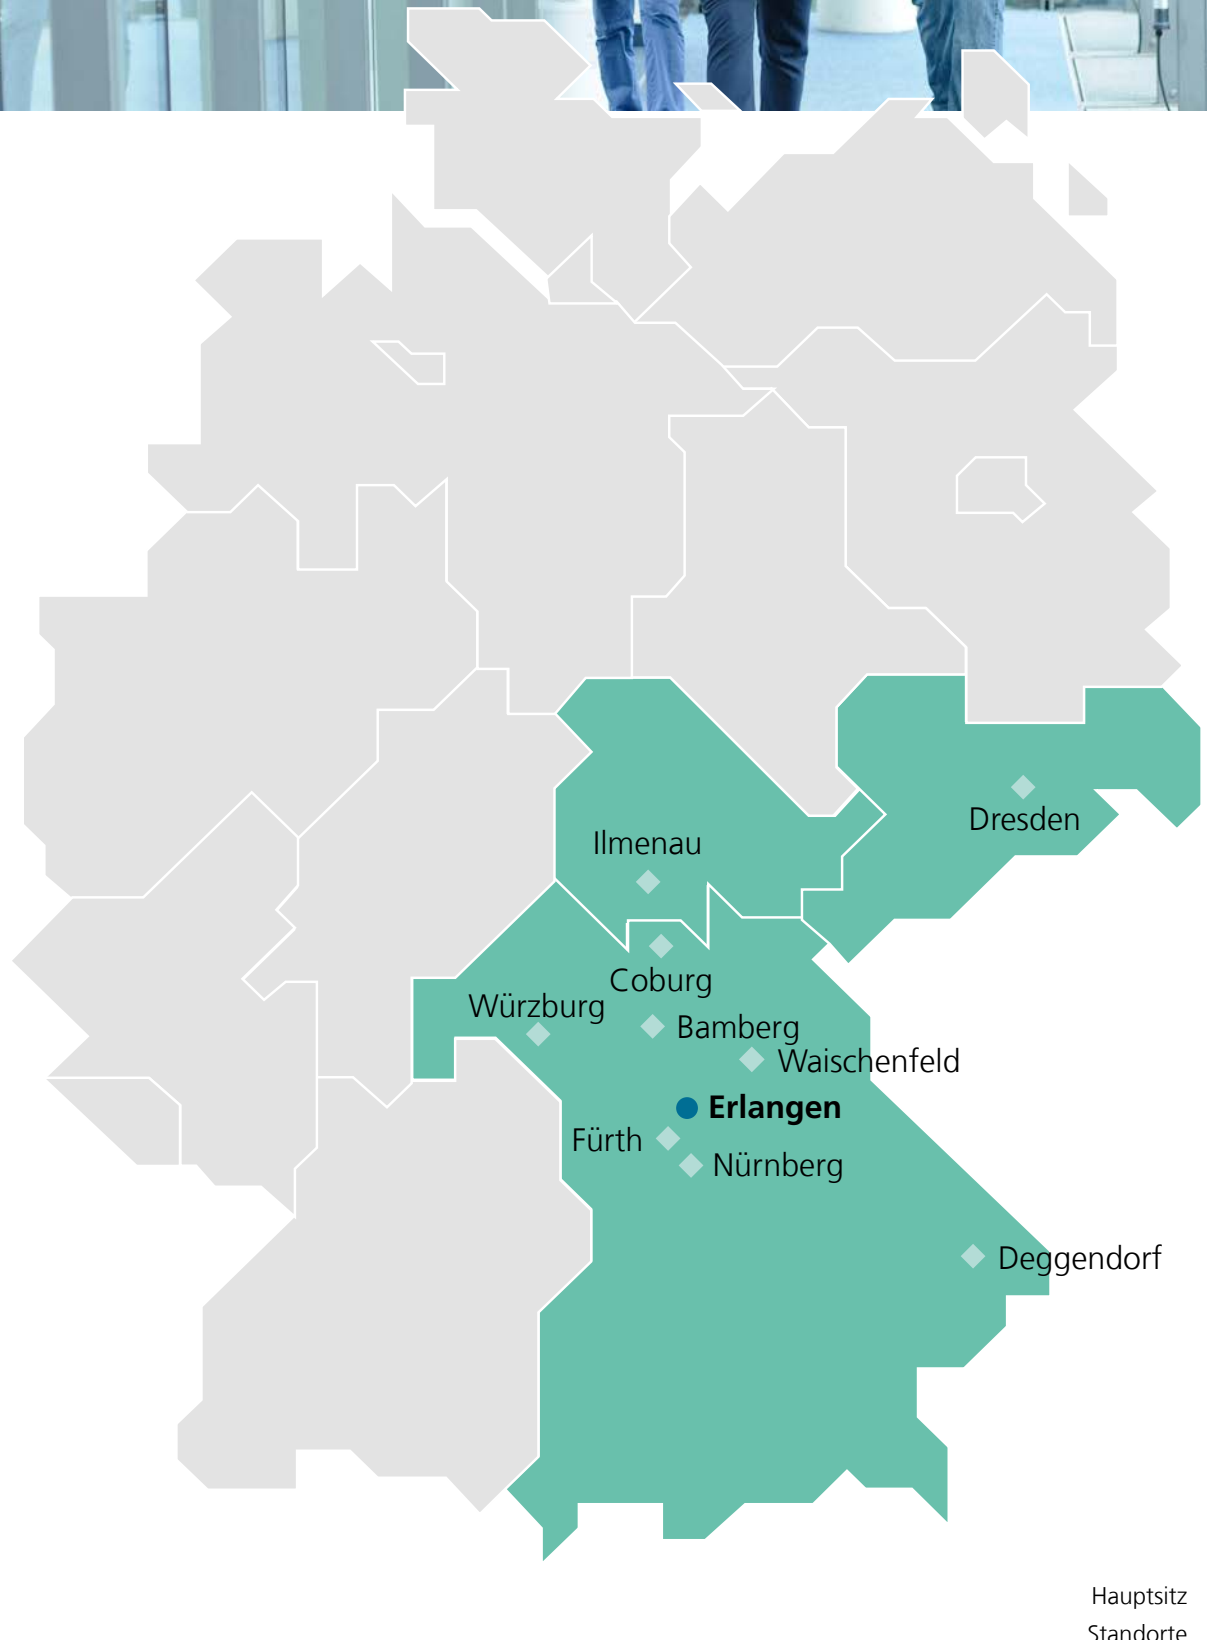 Dresden
Ilmenau
Coburg
Würzburg
Bamberg
Waischenfeld
Erlangen
Fürth
Nürnberg
Deggendorf
Hauptsitz
Standorte